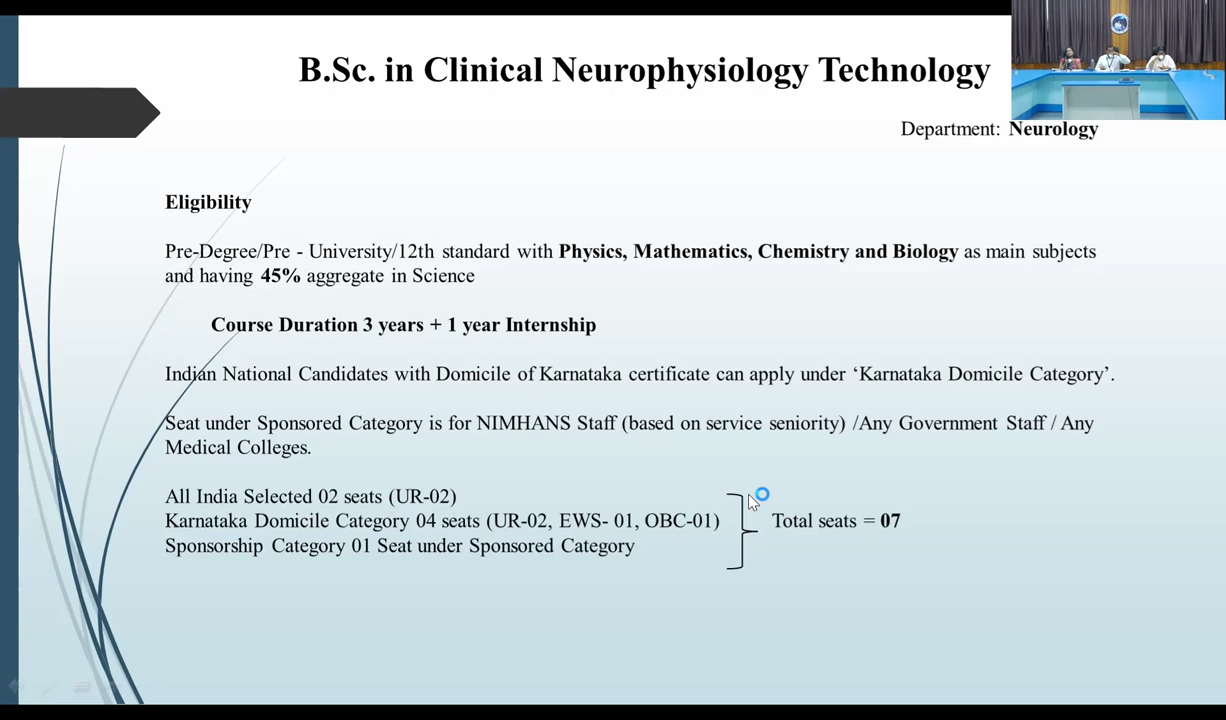 B.Sc. in Clinical Neurophysiology Technology
Department: Neurology
Eligibility
Pre-Degree/Pre - University/12th standard with Physics, Mathematics, Chemistry and Biology as main subjects
and having 45% aggregate in Science
Course Duration 3 years + 1 year Internship
Indian National Candidates with Domicile of Karnataka certificate can apply under ‘Karnataka Domicile Category’.
Seat under Sponsored Category is for NIMHANS Staff (based on service seniority) /Any Government Staff / Any
Medical Colleges.
All India Selected 02 seats (UR-02)
Karnataka Domicile Category 04 seats (UR-02, EWS- 01, OBC-01)
Total seats = 07
Sponsorship Category 01 Seat under Sponsored Category